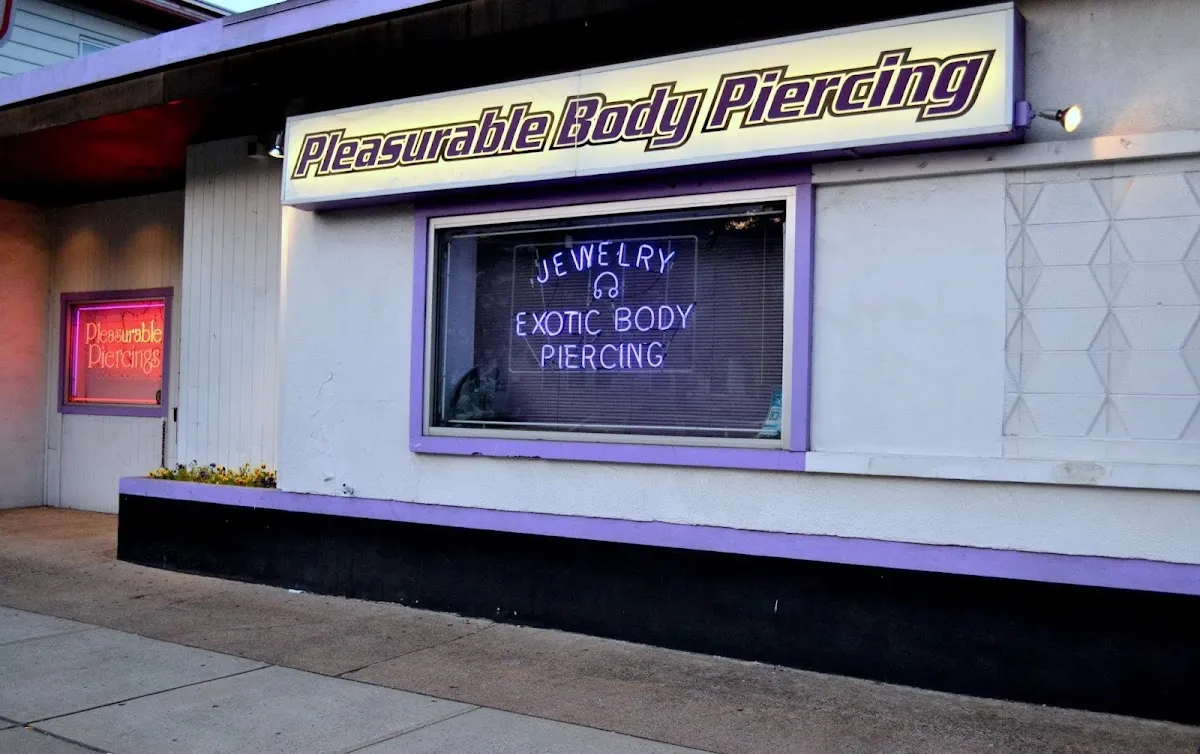 Pleasurable Body Piercing
JEWELRY
EXOTIC BODY
PIERCING
Pleasurable
Piercings